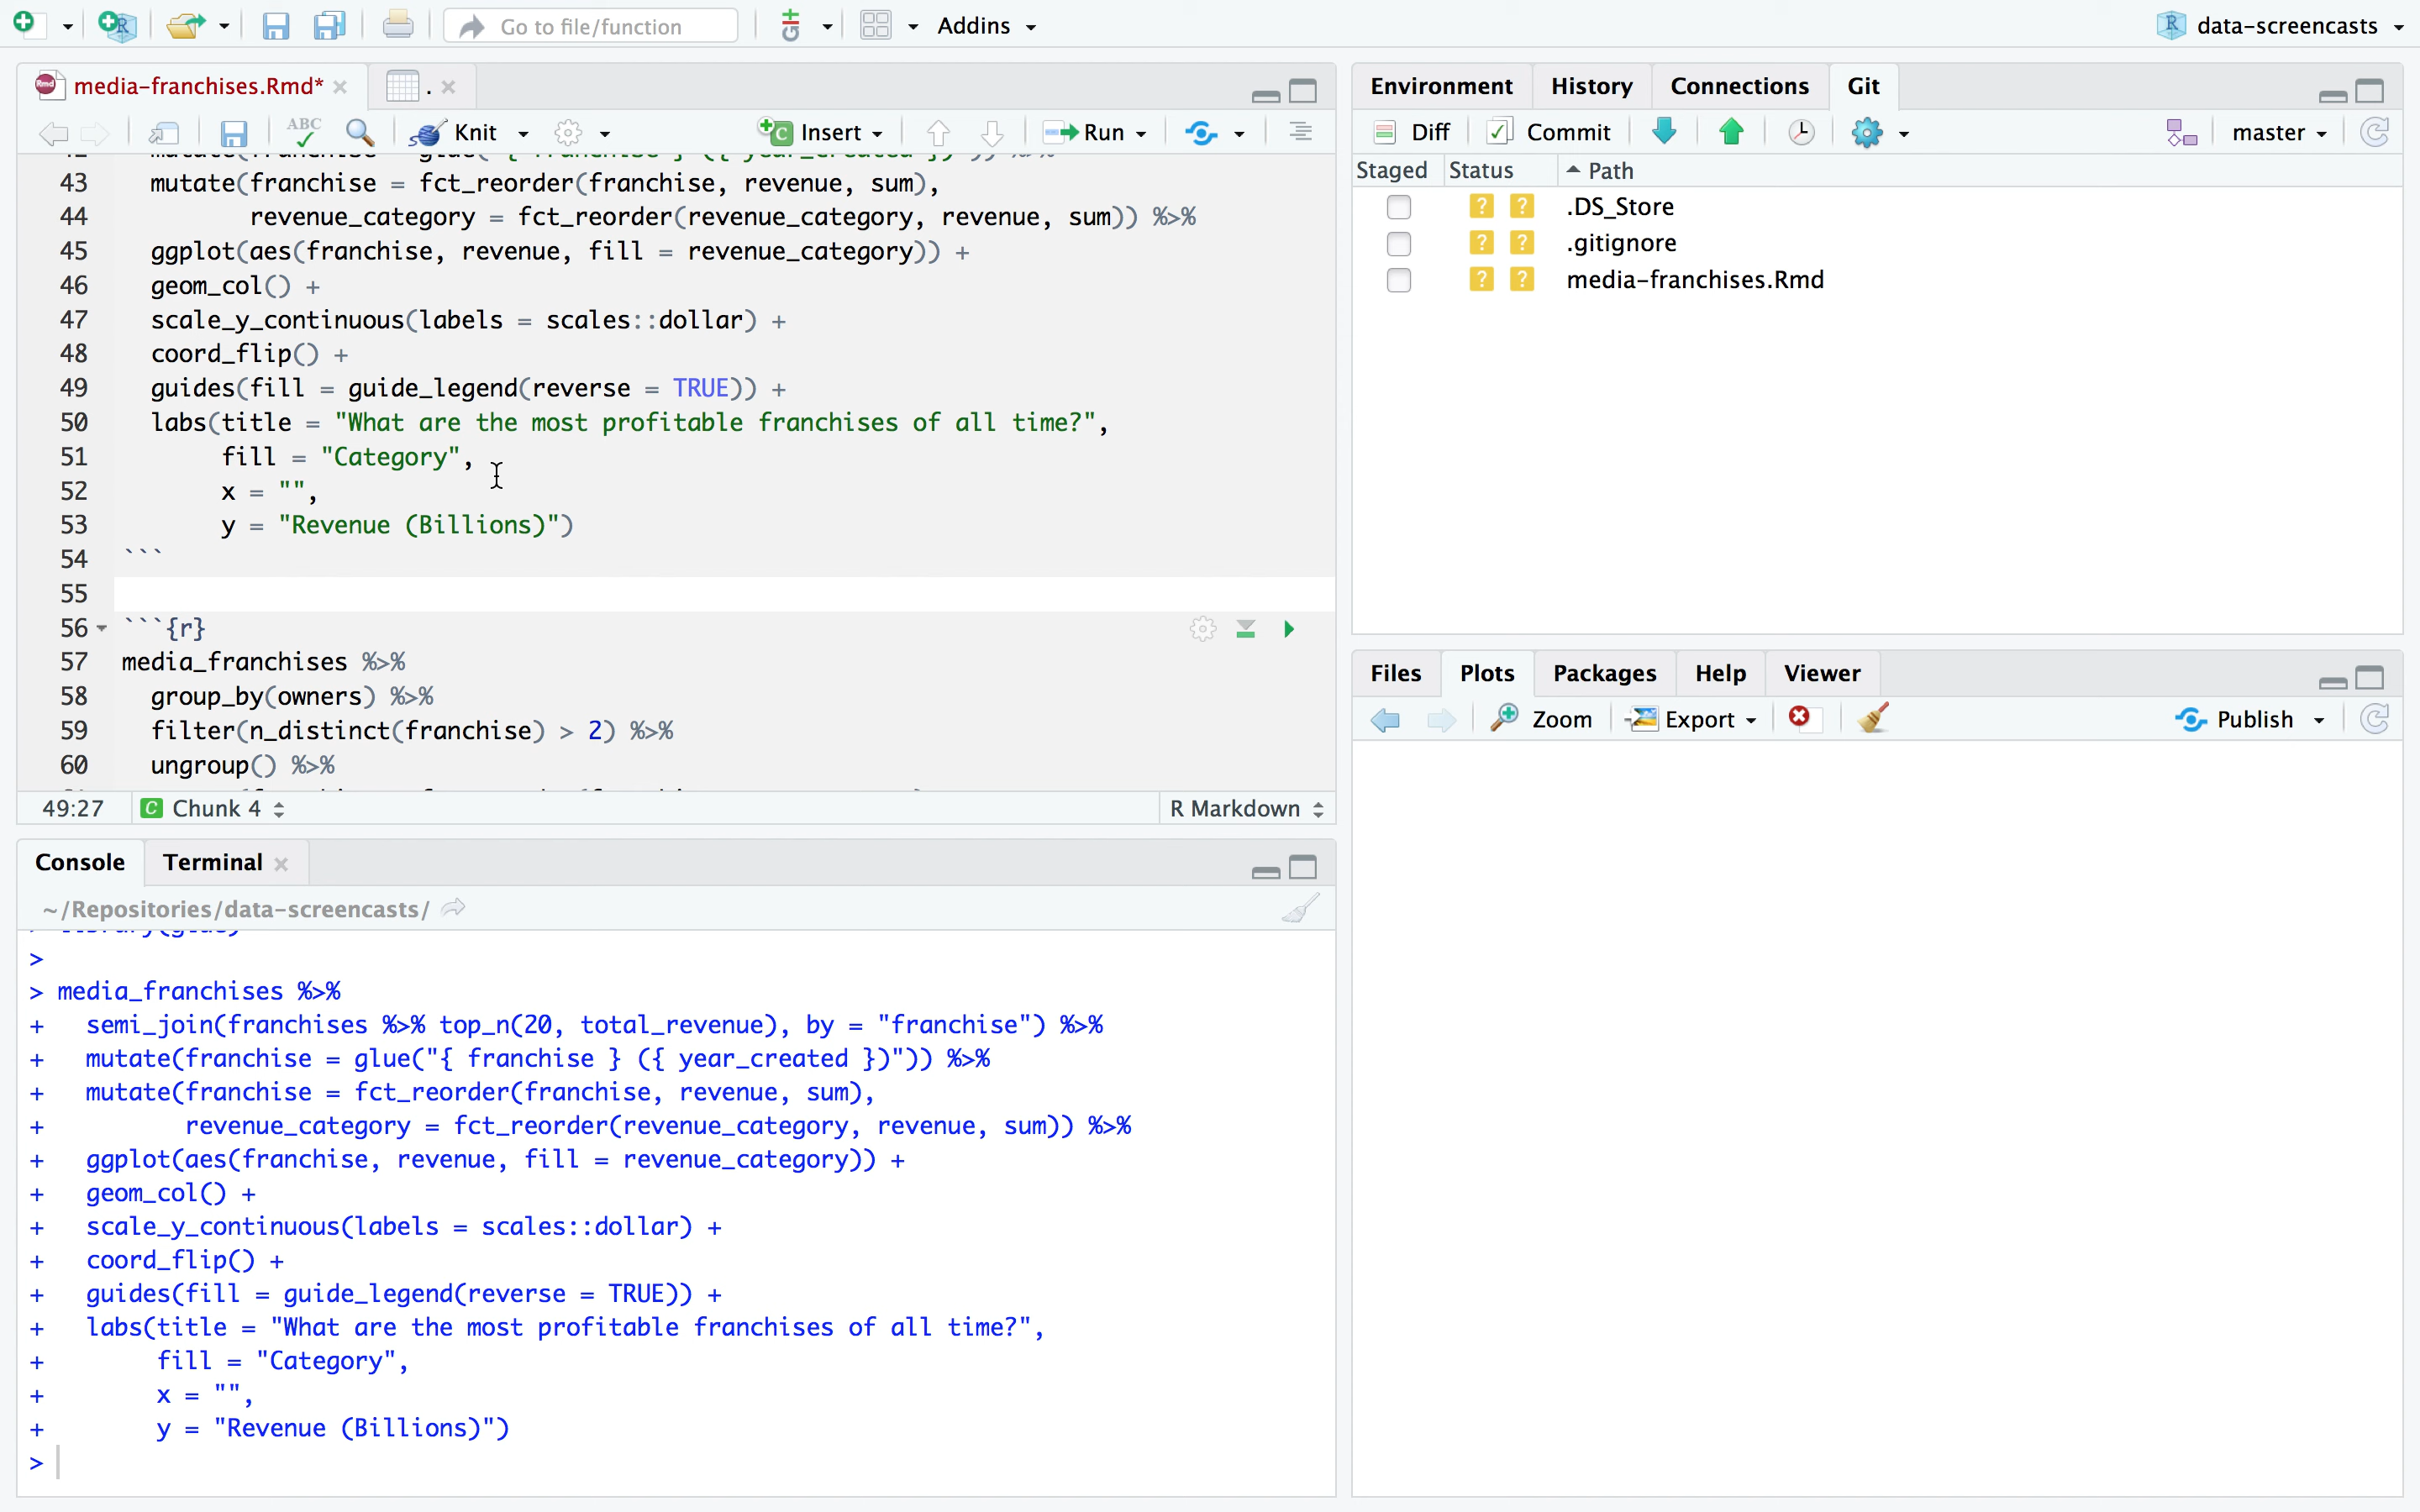 Go to file/function
Addins
data-screencasts
media-franchises.Rmd*
.
ABC
Knit
Insert
Run
43 mutate(franchise = fct_reorder(franchise, revenue, sum),
44 revenue_category = fct_reorder(revenue_category, revenue, sum)) %>%
45 ggplot(aes(franchise, revenue, fill = revenue_category)) +
46 geom_col() +
47 scale_y_continuous(labels = scales::dollar) +
48 coord_flip() +
49 guides(fill = guide_legend(reverse = TRUE)) +
50 labs(title = "What are the most profitable franchises of all time?",
51 fill = "Category",
52 x = "",
53 y = "Revenue (Billions)")
54 ```
55
56 ```{r}
57 media_franchises %>%
58 group_by(owners) %>%
59 filter(n_distinct(franchise) > 2) %>%
60 ungroup() %>%
49:27 C Chunk 4 R Markdown
Console Terminal
~/Repositories/data-screencasts/
>
> media_franchises %>%
+ semi_join(franchises %>% top_n(20, total_revenue), by = "franchise") %>%
+ mutate(franchise = glue("{ franchise } ({ year_created })")) %>%
+ mutate(franchise = fct_reorder(franchise, revenue, sum),
+ revenue_category = fct_reorder(revenue_category, revenue, sum)) %>%
+ ggplot(aes(franchise, revenue, fill = revenue_category)) +
+ geom_col() +
+ scale_y_continuous(labels = scales::dollar) +
+ coord_flip() +
+ guides(fill = guide_legend(reverse = TRUE)) +
+ labs(title = "What are the most profitable franchises of all time?",
+ fill = "Category",
+ x = "",
+ y = "Revenue (Billions)")
>
Environment History Connections Git
Diff Commit master
Staged Status Path
? ? .DS_Store
? ? .gitignore
? ? media-franchises.Rmd
Files Plots Packages Help Viewer
Zoom Export Publish